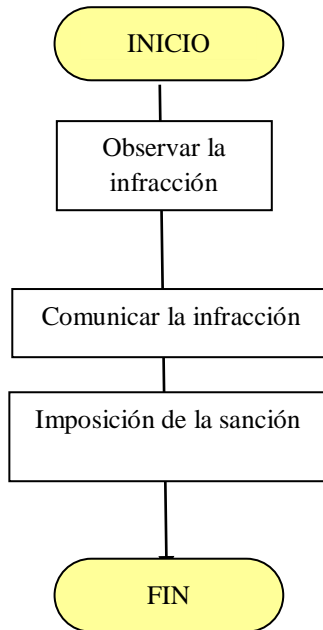 INICIO
Observar la
infracción
Comunicar la infracción
Imposición de la sanción
FIN